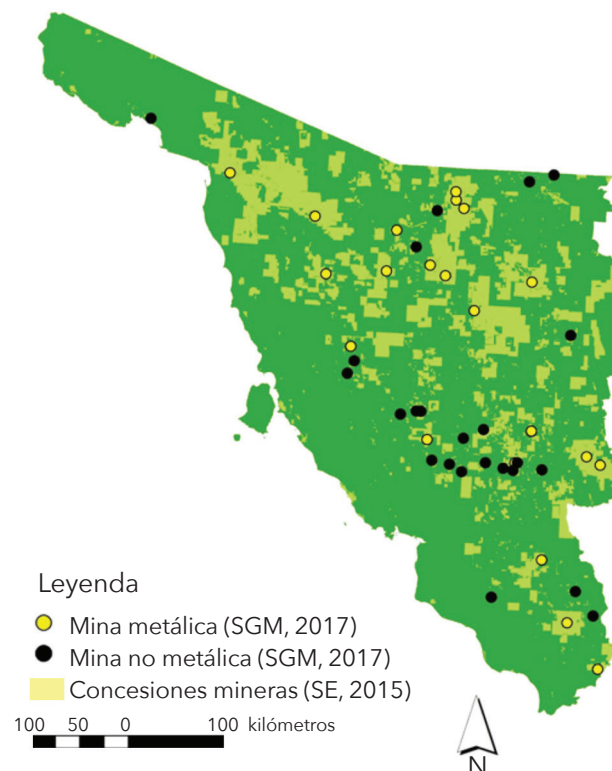 Leyenda
Mina metálica (SGM, 2017)
Mina no metálica (SGM, 2017)
Concesiones mineras (SE, 2015)
100 50 0 100 kilómetros
N